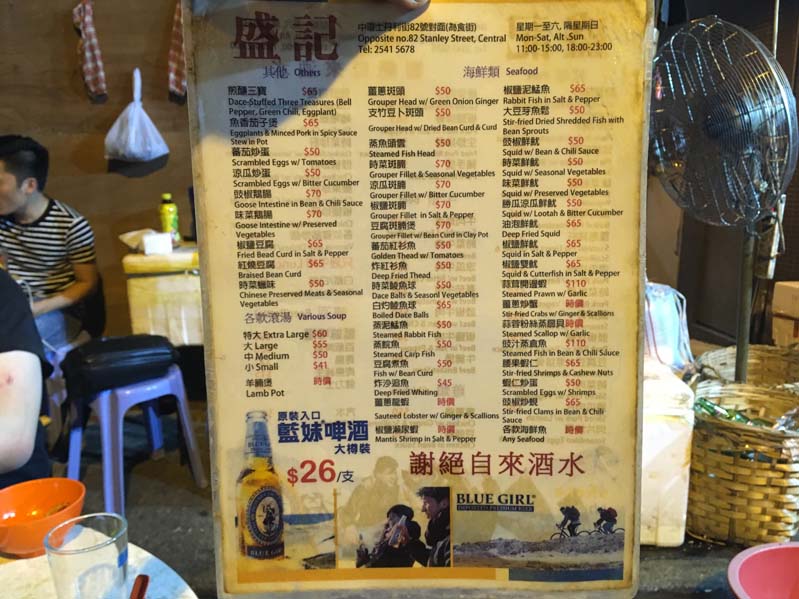 盛記
中環士丹利街82號對面(為食街)
Opposite no.82 Stanley Street, Central
Tel: 2541 5678
星期一至六, 隔星期日
Mon-Sat, Alt .Sun
11:00-15:00, 18:00-23:00
其他 Others
煎釀三寶 $65
Dace-Stuffed Three Treasures (Bell
Pepper, Green Chili, Eggplant)
魚香茄子煲 $65
Eggplants & Minced Pork in Spicy Sauce
Stew in Pot
蕃茄炒蛋 $50
Scrambled Eggs w/ Tomatoes
涼瓜炒蛋 $50
Scrambled Eggs w/ Bitter Cucumber
豉椒鵝腸 $70
Goose Intestine in Bean & Chili Sauce
味菜鵝腸 $70
Goose Intestine w/ Preserved
Vegetables
椒鹽豆腐 $65
Fried Bead Curd in Salt & Pepper
紅燒豆腐 $65
Braised Bean Curd
時菜臘味 $50
Chinese Preserved Meats & Seasonal
Vegetables
各款滾湯 Various Soup
特大 Extra Large $60
大 Large $55
中 Medium $50
小 Small $41
羊腩煲 時價
Lamb Pot
薑蔥斑頭 $50
Grouper Head w/ Green Onion Ginger
支竹豆卜斑頭 $50
Grouper Head w/ Dried Bean Curd & Curd
蒸魚頭雲 $50
Steamed Fish Head
時菜斑腩 $70
Grouper Fillet & Seasonal Vegetables
涼瓜斑腩 $70
Grouper Fillet w/ Bitter Cucumber
椒鹽斑腩 $70
Grouper Fillet in Salt & Pepper
豆腐斑腩煲 $70
Grouper Fillet w/ Bean Curd in Clay Pot
蕃茄紅衫魚 $50
Golden Thead w/ Tomatoes
炸紅衫魚 $50
Deep Fried Thead
時菜鯪魚球 $50
Dace Balls & Seasonl Vegetables
白灼鯪魚球 $65
Boiled Dace Balls
蒸泥鯭魚 $50
Steamed Rabbit Fish
蒸鯇魚 $50
Steamed Carp Fish
豆腐煮魚 $50
Fish w/ Bean Curd
炸沙追魚 $45
Deep Fried Whiting
薑蔥龍蝦 時價
Sauteed Lobster w/ Ginger & Scallions
椒鹽瀨尿蝦 時價
Mantis Shrimp in Salt & Pepper
海鮮類 Seafood
椒鹽泥鯭魚 $65
Rabbit Fish in Salt & Pepper
大豆芽魚鬆 $50
Stir-fried Dried Shredded Fish with
Bean Sprouts
豉椒鮮魷 $50
Squid w/ Bean & Chili Sauce
時菜鮮魷 $50
Squid w/ Seasonal Vegetables
味菜鮮魷 $50
Squid w/ Preserved Vegetables
勝瓜涼瓜鮮魷 $50
Squid w/ Lootah & Bitter Cucumber
油泡鮮魷 $65
Deep Fried Squid
椒鹽鮮魷 $65
Squid in Salt & Pepper
椒鹽雙魷 $65
Squid & Cutterfish in Salt & Pepper
蒜茸開邊蝦 $110
Steamed Prawn w/ Garlic
薑蔥炒蟹 時價
Stir-fried Crabs w/ Ginger & Scallions
蒜蓉粉絲蒸扇貝 時價
Steamed Scallop w/ Garlic
豉汁蒸倉魚 $110
Steamed Fish in Bean & Chili Sauce
腰果蝦仁 $65
Stir-fried Shrimps & Cashew Nuts
蝦仁炒蛋 $50
Scrambled Eggs w/ Shrimps
豉椒炒蜆 $65
Stir-fried Clams in Bean & Chili
Sauce
各款海鮮魚 時價
Any Seafood
原裝入口
藍妹啤酒
大樽裝
$26/支
謝絕自來酒水
BLUE GIRL
BLUE GIRL®
IMPORTED PREMIUM BEER